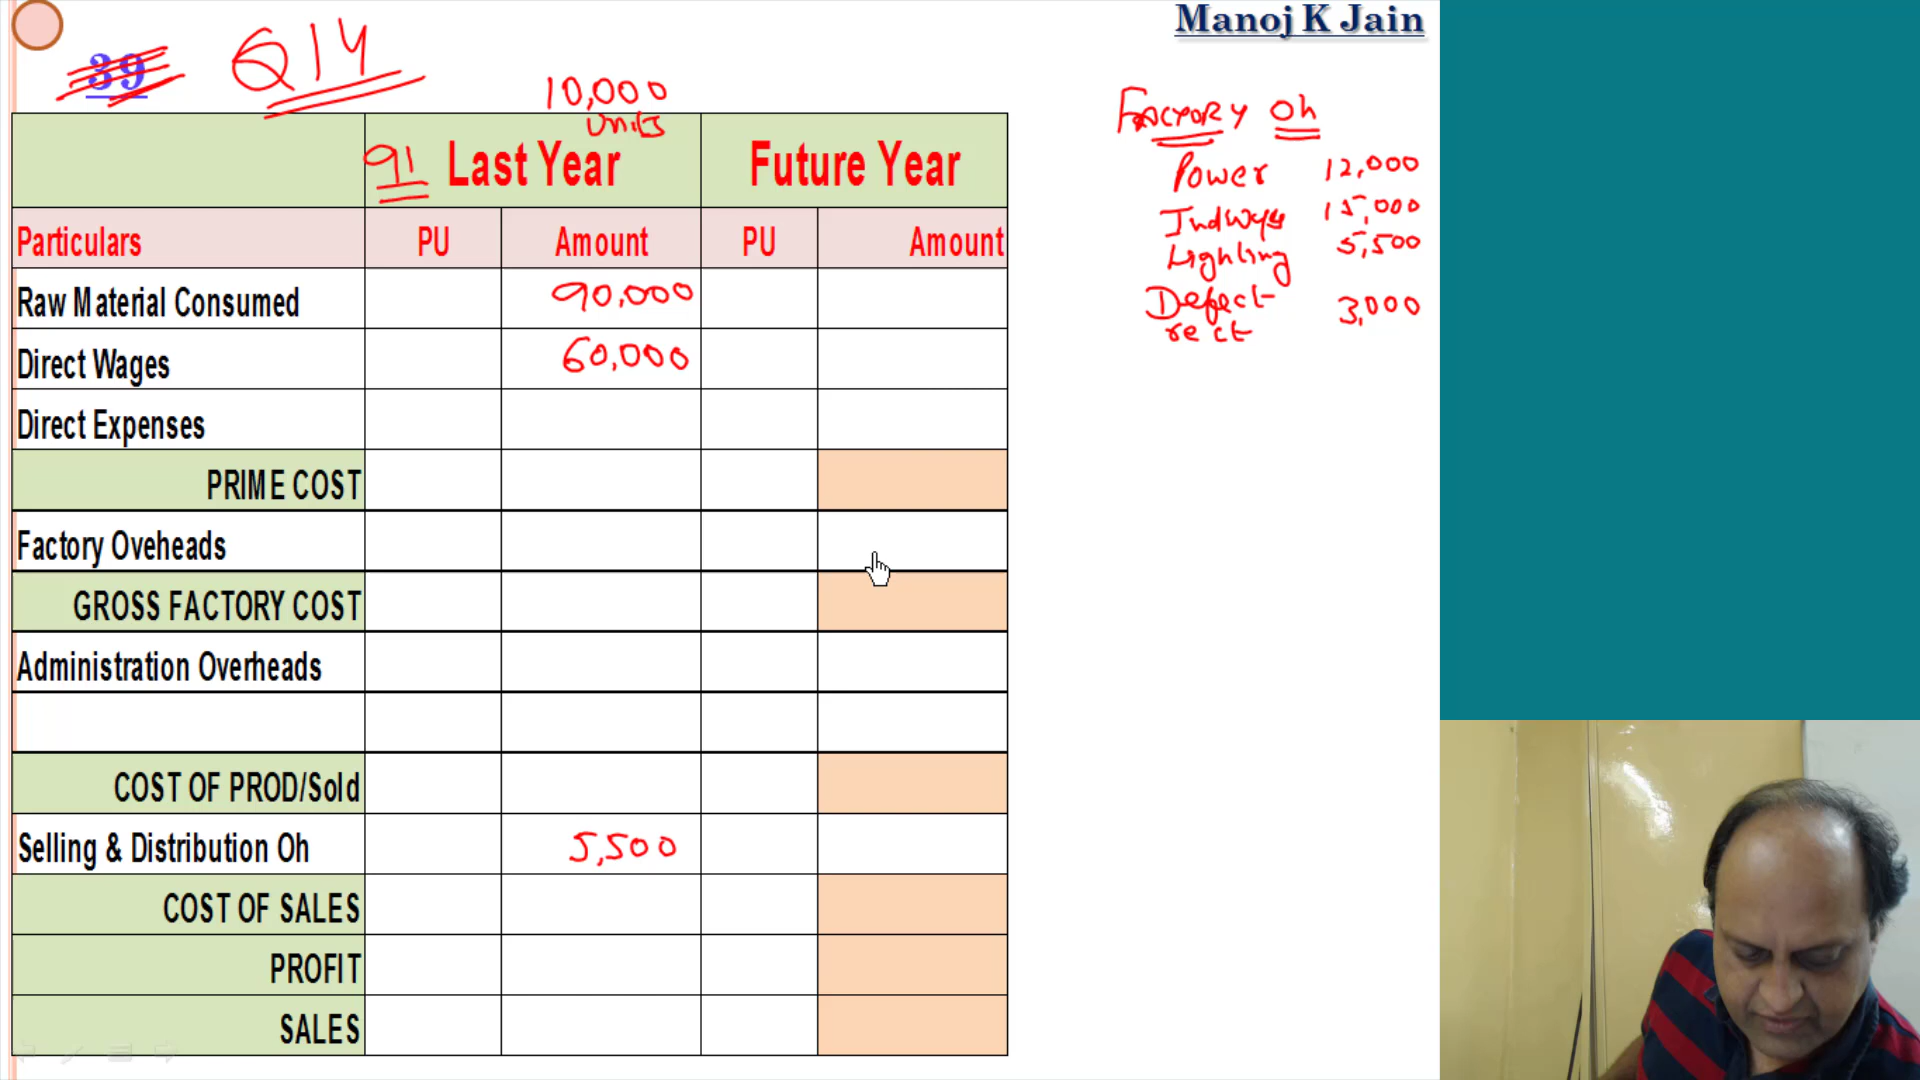 Manoj K Jain
39 Q14
10,000
units
91 Last Year Future Year
Particulars PU Amount PU Amount
Raw Material Consumed 90,000
Direct Wages 60,000
Direct Expenses
PRIME COST
Factory Oveheads
GROSS FACTORY COST
Administration Overheads
COST OF PROD/Sold
Selling & Distribution Oh 5,500
COST OF SALES
PROFIT
SALES
FACTORY Oh
Power 12,000
Indwgs 15,000
Lighting 5,500
Defect 3,000
rect